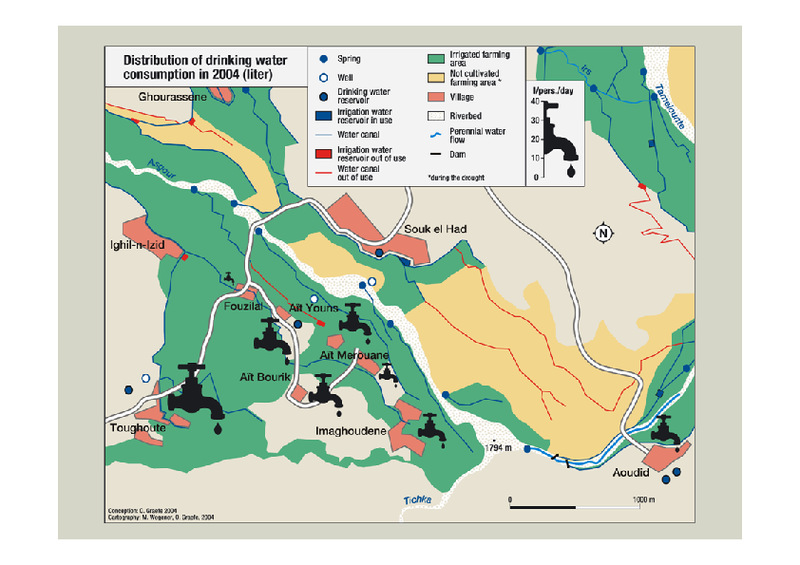 Distribution of drinking water
consumption in 2004 (liter)
Spring
Well
Drinking water
reservoir
Irrigation water
reservoir in use
Water canal
Irrigation water
reservoir out of use
Water canal
out of use
Irrigated farming
area
Not cultivated
farming area *
Village
Riverbed
Perennial water
flow
Dam
*during the drought
l/pers./day
40
30
20
10
0
Ghourassene
Assour
Irs
Tamelourte
N
Ighil-n-Izid
Souk el Had
Fouzilal
Aït Youns
Aït Merouane
Aït Bourik
Toughoute
Imaghoudene
1794 m
Aoudid
Tichka
0
1000 m
Conception: C. Graefe 2004
Cartography: M. Wegener, O. Graefe, 2004